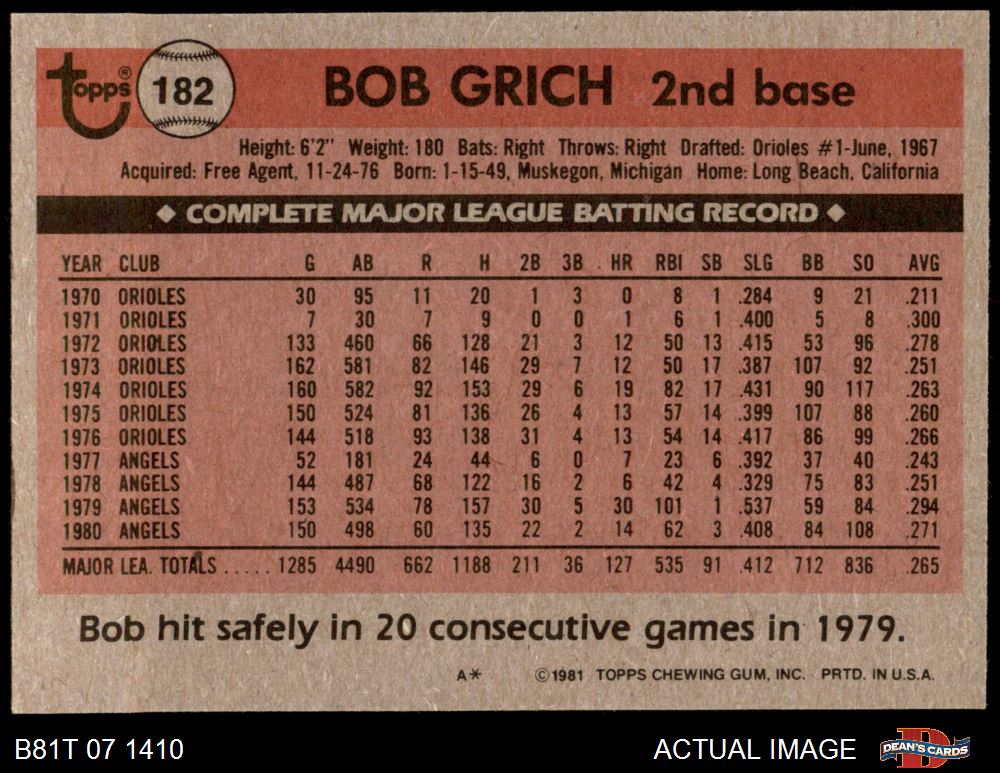 topps® 182 BOB GRICH 2nd base
Height: 6'2" Weight: 180 Bats: Right Throws: Right Drafted: Orioles #1-June, 1967
Acquired: Free Agent, 11-24-76 Born: 1-15-49, Muskegon, Michigan Home: Long Beach, California
◆ COMPLETE MAJOR LEAGUE BATTING RECORD ◆
YEAR CLUB G AB R H 2B 3B HR RBI SB SLG BB SO AVG
1970 ORIOLES 30 95 11 20 1 3 0 8 1 .284 9 21 .211
1971 ORIOLES 7 30 7 9 0 0 1 6 1 .400 5 8 .300
1972 ORIOLES 133 460 66 128 21 3 12 50 13 .415 53 96 .278
1973 ORIOLES 162 581 82 146 29 7 12 50 17 .387 107 92 .251
1974 ORIOLES 160 582 92 153 29 6 19 82 17 .431 90 117 .263
1975 ORIOLES 150 524 81 136 26 4 13 57 14 .399 107 88 .260
1976 ORIOLES 144 518 93 138 31 4 13 54 14 .417 86 99 .266
1977 ANGELS 52 181 24 44 6 0 7 23 6 .392 37 40 .243
1978 ANGELS 144 487 68 122 16 2 6 42 4 .329 75 83 .251
1979 ANGELS 153 534 78 157 30 5 30 101 1 .537 59 84 .294
1980 ANGELS 150 498 60 135 22 2 14 62 3 .408 84 108 .271
MAJOR LEA. TOTALS ..... 1285 4490 662 1188 211 36 127 535 91 .412 712 836 .265
Bob hit safely in 20 consecutive games in 1979.
A* ©1981 TOPPS CHEWING GUM, INC. PRTD. IN U.S.A.
B81T 07 1410 ACTUAL IMAGE DEAN'S CARDS